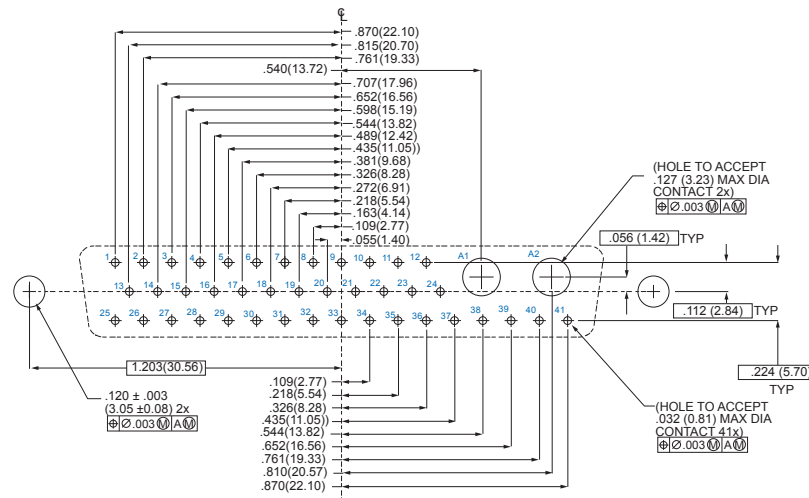 ℄
.870(22.10)
.815(20.70)
.761(19.33)
.540(13.72)
.707(17.96)
.652(16.56)
.598(15.19)
.544(13.82)
.489(12.42)
.435(11.05))
.381(9.68)
.326(8.28)
.272(6.91)
.218(5.54)
.163(4.14)
.109(2.77)
.055(1.40)
(HOLE TO ACCEPT
.127 (3.23) MAX DIA
CONTACT 2x)
⌖ Ø.003 Ⓜ AⓂ
.056 (1.42) TYP
1 2 3 4 5 6 7 8 9 10 11 12 A1 A2
13 14 15 16 17 18 19 20 21 22 23 24
.112 (2.84) TYP
25 26 27 28 29 30 31 32 33 34 35 36 37 38 39 40 41
1.203(30.56)
.224 (5.70)
TYP
.120 ± .003
(3.05 ±0.08) 2x
⌖ Ø.003 Ⓜ AⓂ
.109(2.77)
.218(5.54)
.326(8.28)
.435(11.05))
.544(13.82)
.652(16.56)
.761(19.33)
.810(20.57)
.870(22.10)
(HOLE TO ACCEPT
.032 (0.81) MAX DIA
CONTACT 41x)
⌖ Ø.003 Ⓜ AⓂ